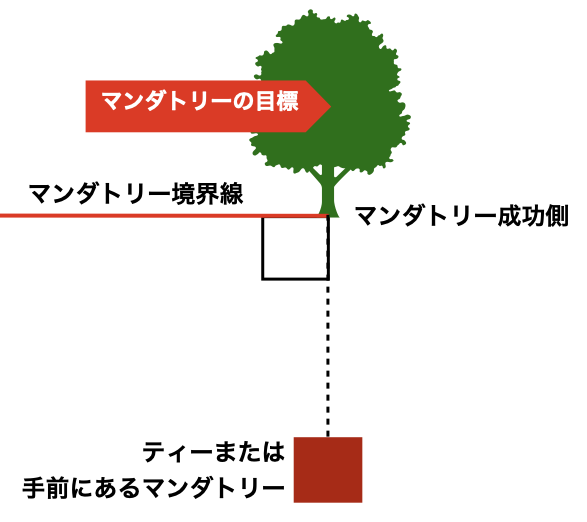 マンダトリーの目標
マンダトリー境界線
マンダトリー成功側
ティーまたは
手前にあるマンダトリー